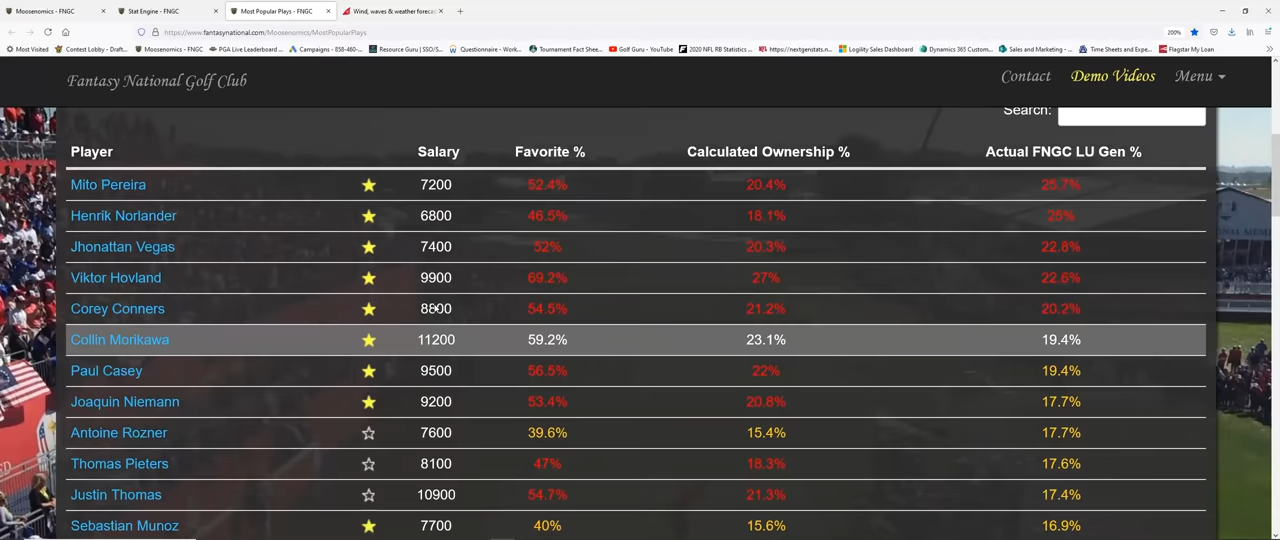 Moosenomics - FNGC
Stat Engine - FNGC
Most Popular Plays - FNGC
Wind, waves & weather forecas
https://www.fantasynational.com/Moosenomics/MostPopularPlays
200%
Most Visited
Contest Lobby - Draft...
Moosenomics - FNGC
PGA Live Leaderboard ...
Campaigns - 858-460-...
Resource Guru | SSO/S...
Questionnaire - Work...
Tournament Fact Shee...
Golf Guru - YouTube
2020 NFL RB Statistics ...
https://nextgenstats.n...
Logility Sales Dashboard
Dynamics 365 Custom...
Sales and Marketing - ...
Time Sheets and Expe...
Flagstar My Loan
Fantasy National Golf Club
Contact Demo Videos Menu
Search:
Player Salary Favorite % Calculated Ownership % Actual FNGC LU Gen %
Mito Pereira 7200 52.4% 20.4% 25.7%
Henrik Norlander 6800 46.5% 18.1% 25%
Jhonattan Vegas 7400 52% 20.3% 22.8%
Viktor Hovland 9900 69.2% 27% 22.6%
Corey Conners 8800 54.5% 21.2% 20.2%
Collin Morikawa 11200 59.2% 23.1% 19.4%
Paul Casey 9500 56.5% 22% 19.4%
Joaquin Niemann 9200 53.4% 20.8% 17.7%
Antoine Rozner 7600 39.6% 15.4% 17.7%
Thomas Pieters 8100 47% 18.3% 17.6%
Justin Thomas 10900 54.7% 21.3% 17.4%
Sebastian Munoz 7700 40% 15.6% 16.9%